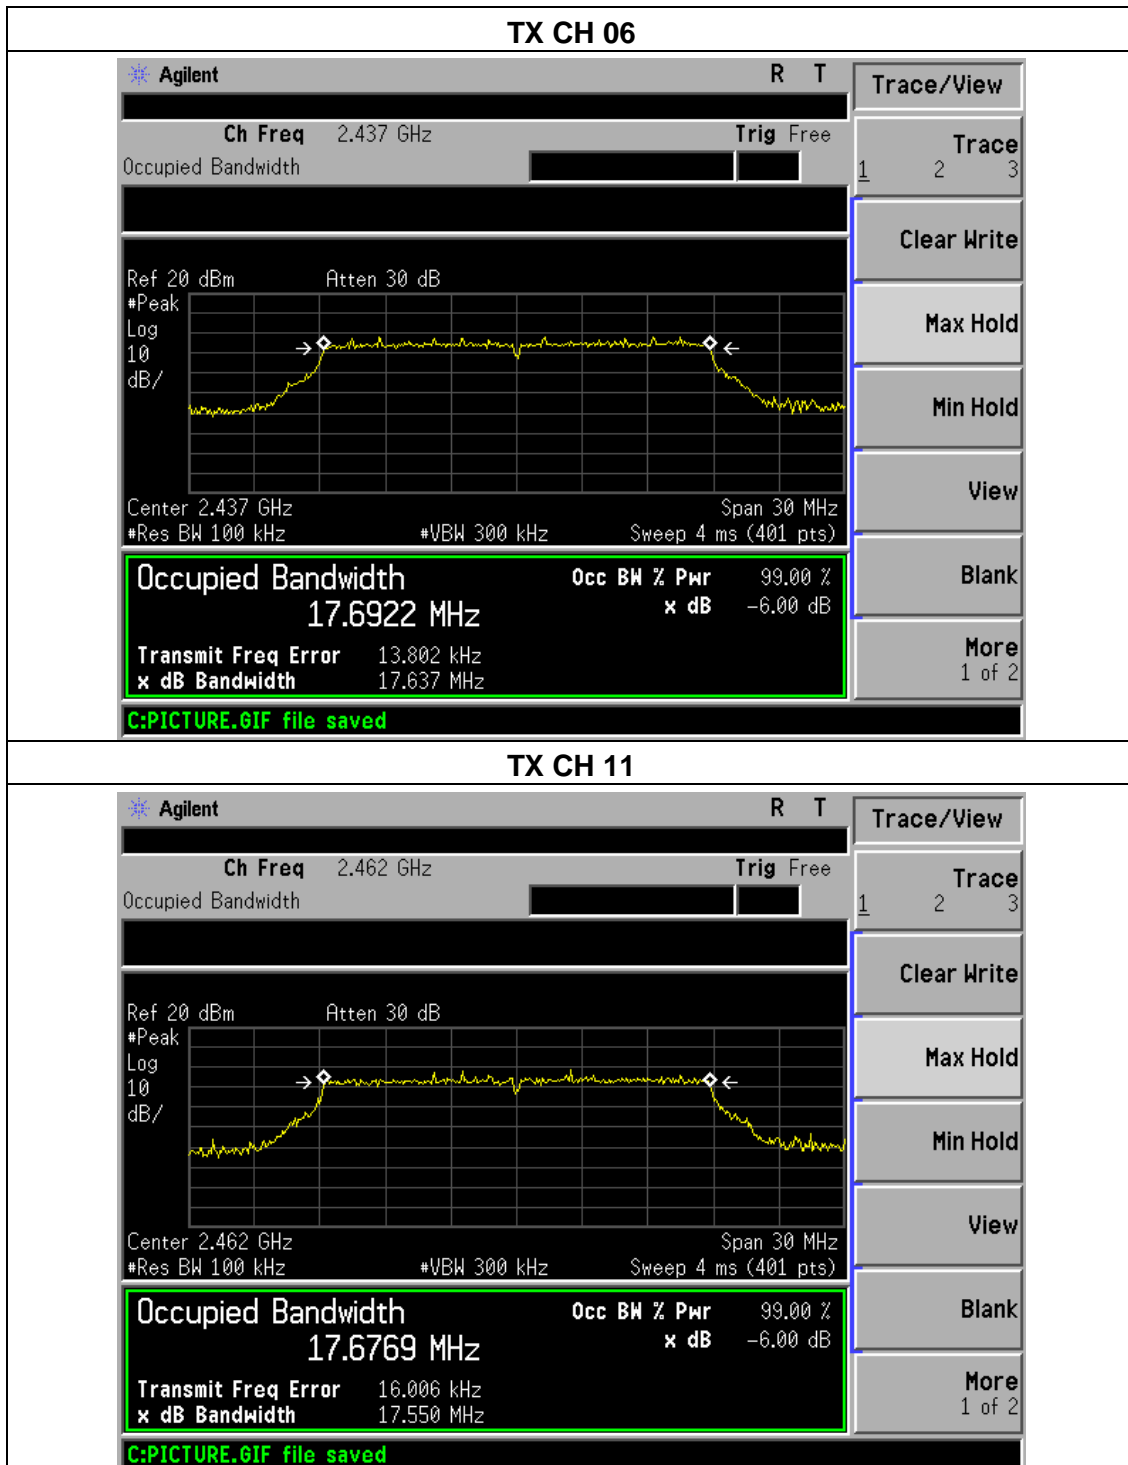 TX CH 06
Agilent R T
Trace/View
Ch Freq 2.437 GHz Trig Free
Occupied Bandwidth
Trace
1 2 3
Clear Write
Ref 20 dBm Atten 30 dB
#Peak
Log
10
dB/
Max Hold
Min Hold
View
Center 2.437 GHz Span 30 MHz
#Res BW 100 kHz #VBW 300 kHz Sweep 4 ms (401 pts)
Occupied Bandwidth Occ BW % Pwr 99.00 %
17.6922 MHz x dB -6.00 dB
Blank
Transmit Freq Error 13.802 kHz
x dB Bandwidth 17.637 MHz
More
1 of 2
C:PICTURE.GIF file saved
TX CH 11
Agilent R T
Trace/View
Ch Freq 2.462 GHz Trig Free
Occupied Bandwidth
Trace
1 2 3
Clear Write
Ref 20 dBm Atten 30 dB
#Peak
Log
10
dB/
Max Hold
Min Hold
View
Center 2.462 GHz Span 30 MHz
#Res BW 100 kHz #VBW 300 kHz Sweep 4 ms (401 pts)
Occupied Bandwidth Occ BW % Pwr 99.00 %
17.6769 MHz x dB -6.00 dB
Blank
Transmit Freq Error 16.006 kHz
x dB Bandwidth 17.550 MHz
More
1 of 2
C:PICTURE.GIF file saved